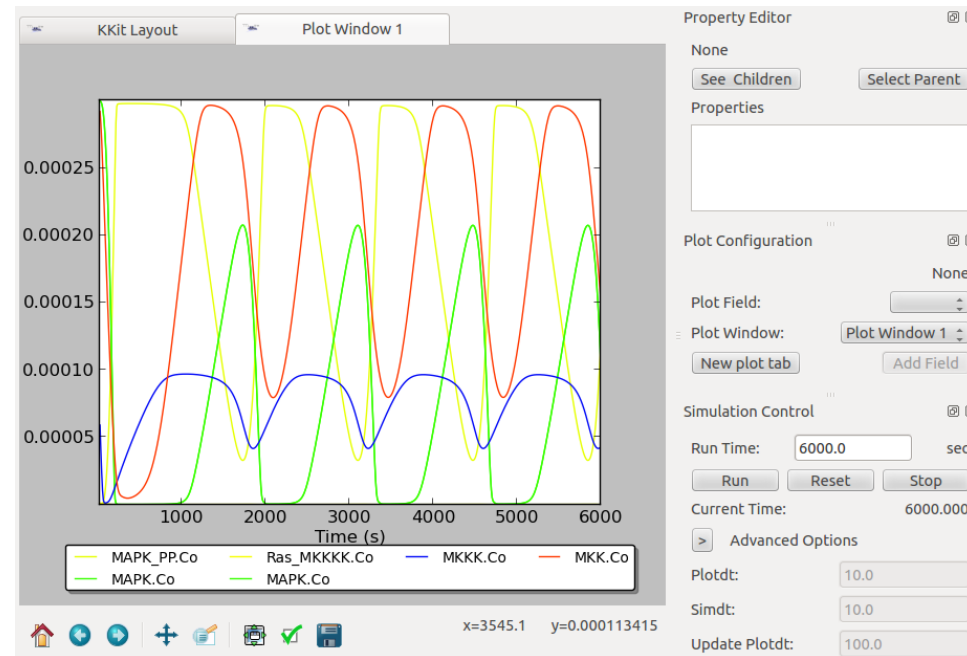 KKit Layout
Plot Window 1
0.00025
0.00020
0.00015
0.00010
0.00005
1000 2000 3000 4000 5000 6000
Time (s)
MAPK_PP.Co Ras_MKKKK.Co MKKK.Co MKK.Co
MAPK.Co MAPK.Co
x=3545.1 y=0.000113415
Property Editor
None
See Children Select Parent
Properties
Plot Configuration
None
Plot Field:
Plot Window: Plot Window 1
New plot tab Add Field
Simulation Control
Run Time: 6000.0 sec
Run Reset Stop
Current Time: 6000.000
> Advanced Options
Plotdt: 10.0
Simdt: 10.0
Update Plotdt: 100.0